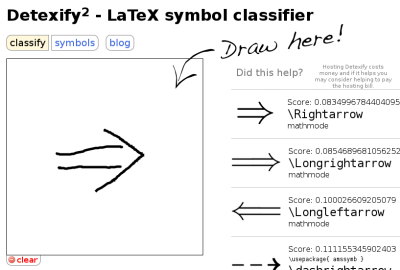 Detexify² - LaTeX symbol classifier
classify symbols blog
Draw here!
Did this help?
Hosting Detexify costs
money and if it helps you
may consider helping to pay
the hosting bill.
Score: 0.0834996784404095
\Rightarrow
mathmode
Score: 0.0854689681056252
\Longrightarrow
mathmode
Score: 0.100026609205079
\Longleftarrow
mathmode
Score: 0.111155345902403
\usepackage{ amssymb }
\dashrightarrow
clear